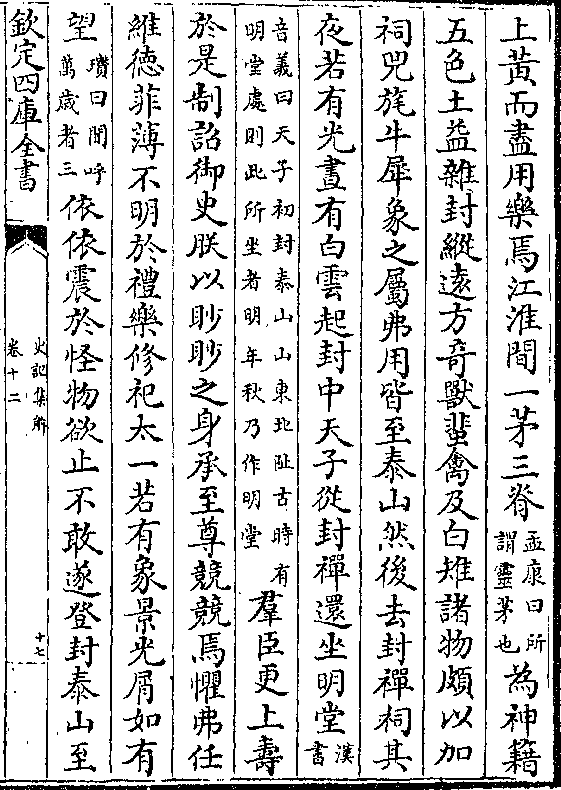 上黃而盡用樂焉江淮間一茅三脊孟康曰所謂靈茅也為神籍
五色土益雜封縱逺方竒獸蜚禽及白雉諸物頗以加
祠兕旄牛犀象之屬弗用皆至泰山然後去封禪祠其
夜若有光晝有白雲起封中天子從封禪還坐明堂漢書
音義曰天子初封泰山山東北阯古時有明堂處則此所坐者明年秋乃作明堂羣臣更上壽
於是制詔御史朕以眇眇之身承至尊兢兢焉懼弗任
維德菲薄不明於禮樂修祀太一若有象景光屑如有
望瓚曰聞呼萬歲者三依依震於怪物欲止不敢遂登封泰山至
欽定四庫全書
史記集解
卷十二
十七